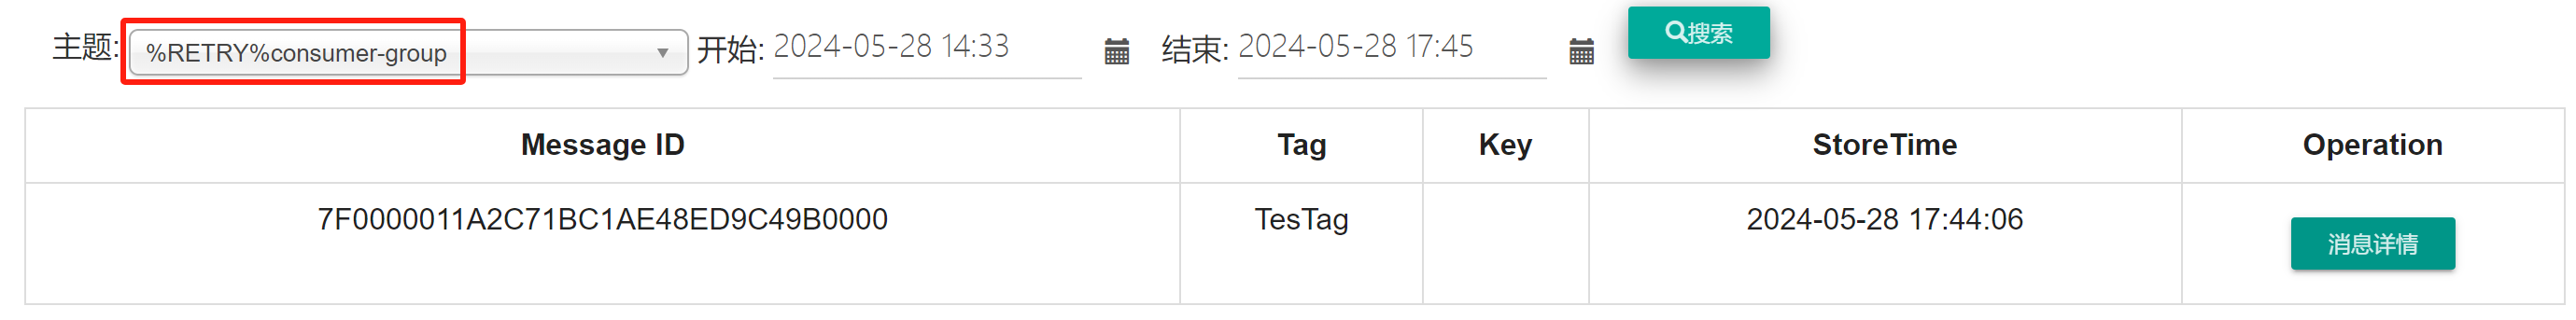 主题: %RETRY%consumer-group 开始: 2024-05-28 14:33 结束: 2024-05-28 17:45 搜索
Message ID Tag Key StoreTime Operation
7F0000011A2C71BC1AE48ED9C49B0000 TesTag 2024-05-28 17:44:06 消息详情